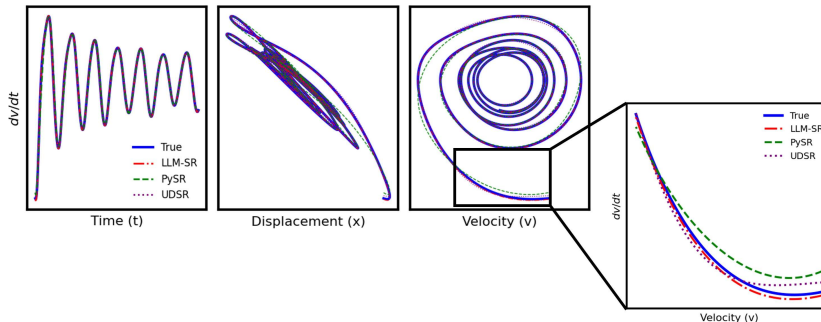 dv/dt
True
LLM-SR
PySR
UDSR
Time (t)
Displacement (x)
True
LLM-SR
PySR
UDSR
Velocity (v)
dv/dt
Velocity (v)